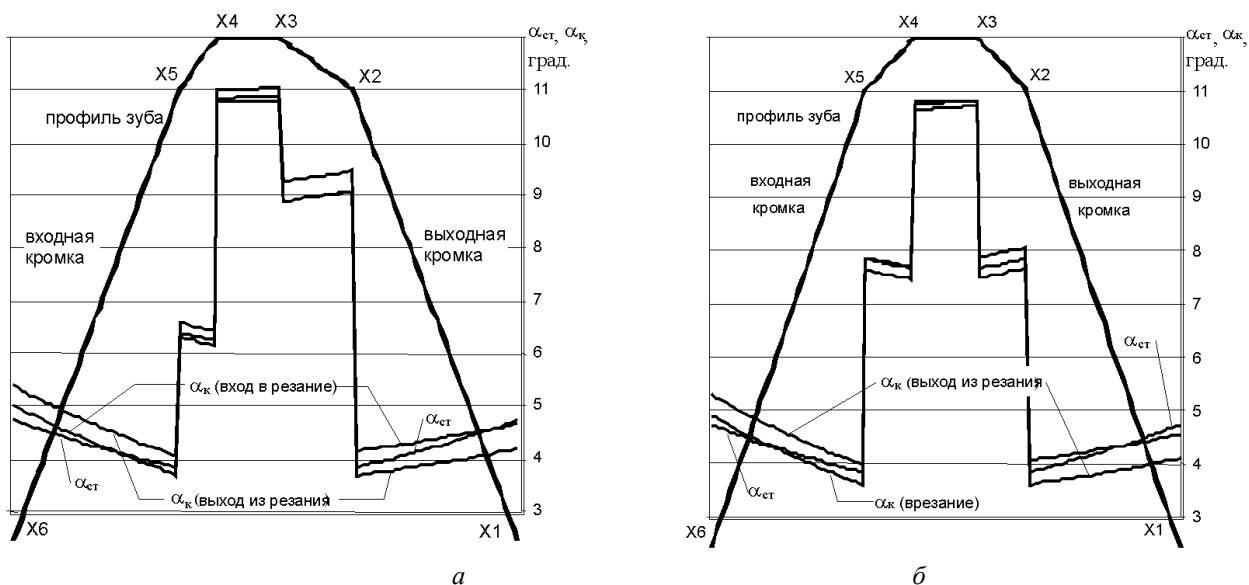 X4 X3
αст, αк,
град.
X5
X2
профиль зуба
входная
кромка
выходная
кромка
αк (вход в резание)
αст
αст
αк (выход из резания)
X6
X1
11
10
9
8
7
6
5
4
3
а
X4 X3
αст, αк,
град.
X5
X2
профиль зуба
входная
кромка
выходная
кромка
αст
αк (выход из резания)
αст
αк (врезание)
X6
X1
11
10
9
8
7
6
5
4
3
б